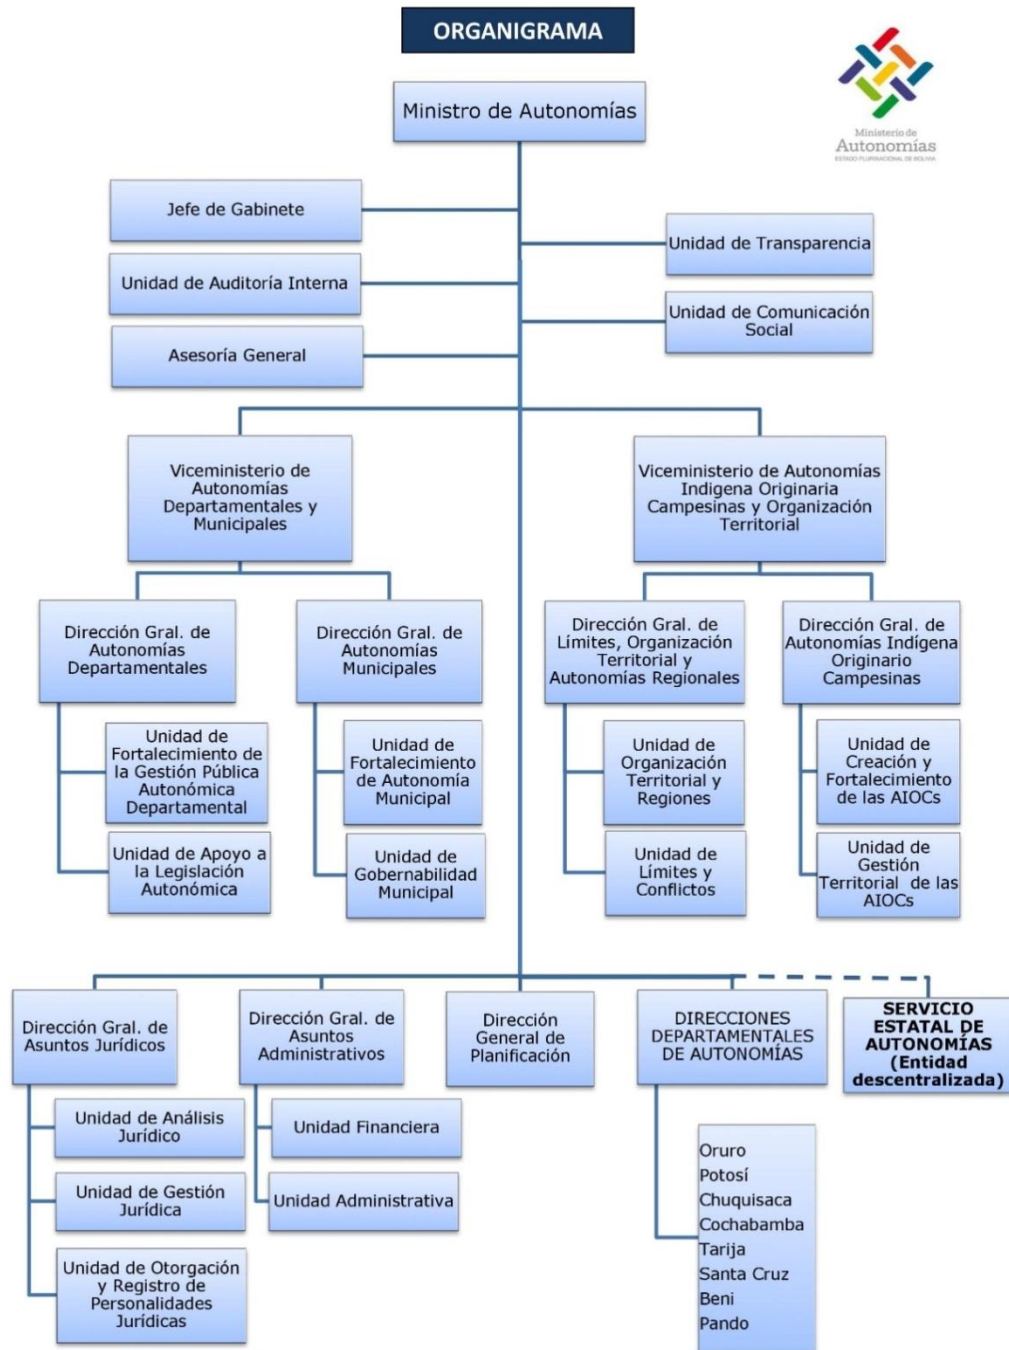 ORGANIGRAMA
Ministerio de
Autonomías
ESTADO PLURINACIONAL DE BOLIVIA
Ministro de Autonomías
Jefe de Gabinete
Unidad de Transparencia
Unidad de Auditoría Interna
Unidad de Comunicación
Social
Asesoría General
Viceministerio de
Autonomías
Departamentales y
Municipales
Viceministerio de Autonomías
Indigena Originaria
Campesinas y Organización
Territorial
Dirección Gral. de
Autonomías
Departamentales
Dirección Gral. de
Autonomías
Municipales
Dirección Gral. de
Límites, Organización
Territorial y
Autonomías Regionales
Dirección Gral. de
Autonomías Indígena
Originario
Campesinas
Unidad de
Fortalecimiento de
la Gestión Pública
Autonómica
Departamental
Unidad de
Fortalecimiento
de Autonomía
Municipal
Unidad de
Organización
Territorial y
Regiones
Unidad de
Creación y
Fortalecimiento
de las AIOCs
Unidad de Apoyo a
la Legislación
Autonómica
Unidad de
Gobernabilidad
Municipal
Unidad de
Límites y
Conflictos
Unidad de
Gestión
Territorial de las
AIOCs
Dirección Gral. de
Asuntos Jurídicos
Dirección Gral. de
Asuntos
Administrativos
Dirección
General de
Planificación
DIRECCIONES
DEPARTAMENTALES
DE AUTONOMÍAS
SERVICIO
ESTATAL DE
AUTONOMÍAS
(Entidad
descentralizada)
Unidad de Análisis
Jurídico
Unidad de Gestión
Jurídica
Unidad de Otorgación
y Registro de
Personalidades
Jurídicas
Unidad Financiera
Unidad Administrativa
Oruro
Potosí
Chuquisaca
Cochabamba
Tarija
Santa Cruz
Beni
Pando